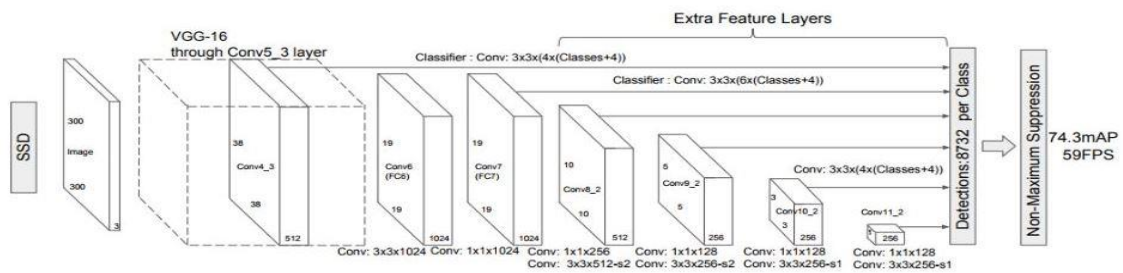 Extra Feature Layers
VGG-16
through Conv5_3 layer
Classifier : Conv: 3x3x(4x(Classes+4))
Classifier : Conv: 3x3x(6x(Classes+4))
SSD
300
Image
300
3
38
Conv4_3
38
512
19
Conv6
(FC6)
19
1024
19
Conv7
(FC7)
19
1024
10
Conv8_2
10
512
5
Conv9_2
5
256
Conv: 3x3x(4x(Classes+4))
3
Conv10_2
3
256
Conv11_2
256
Detections:8732 per Class
Non-Maximum Suppression
74.3mAP
59FPS
Conv: 3x3x1024
Conv: 1x1x1024
Conv: 1x1x256
Conv: 3x3x512-s2
Conv: 1x1x128
Conv: 3x3x256-s2
Conv: 1x1x128
Conv: 3x3x256-s1
Conv: 1x1x128
Conv: 3x3x256-s1